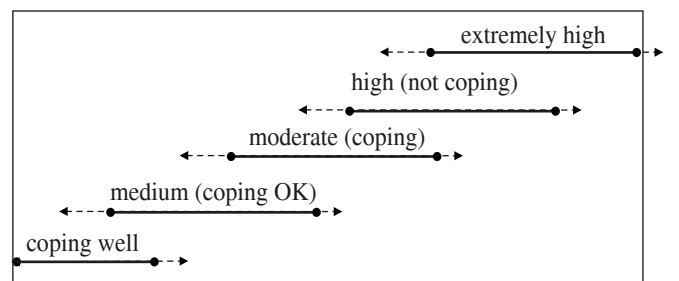 extremely high
high (not coping)
moderate (coping)
medium (coping OK)
coping well